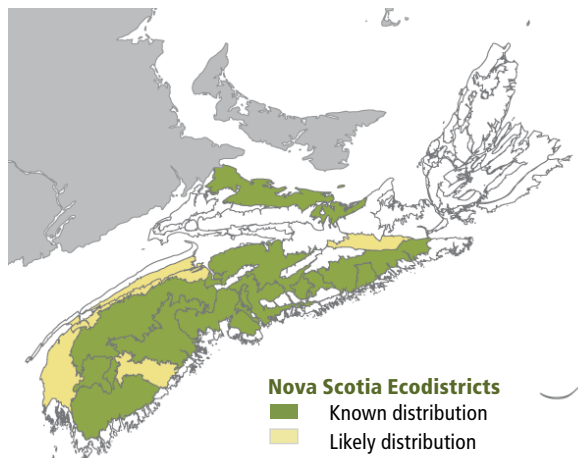 Nova Scotia Ecodistricts
Known distribution
Likely distribution